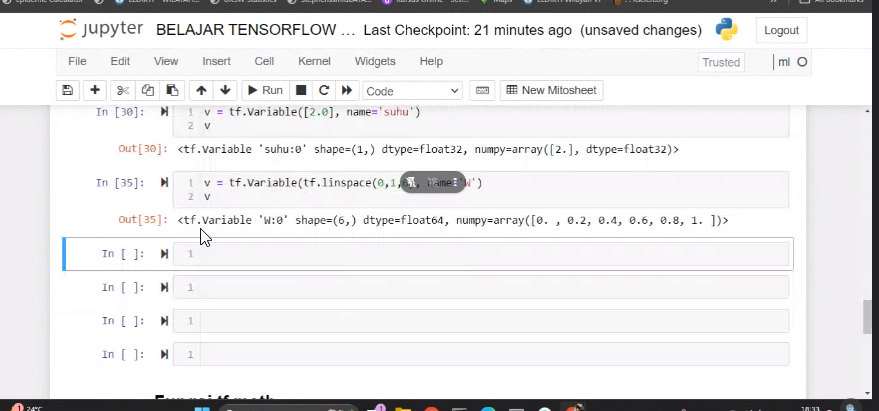 jupyter BELAJAR TENSORFLOW ... Last Checkpoint: 21 minutes ago (unsaved changes) Logout
File Edit View Insert Cell Kernel Widgets Help Trusted ml
Run Code New Mitosheet
In [30]: 1 v = tf.Variable([2.0], name='suhu')
2 v
Out[30]: <tf.Variable 'suhu:0' shape=(1,) dtype=float32, numpy=array([2.], dtype=float32)>
In [35]: 1 v = tf.Variable(tf.linspace(0,1, name='W')
2 v
Out[35]: <tf.Variable 'W:0' shape=(6,) dtype=float64, numpy=array([0. , 0.2, 0.4, 0.6, 0.8, 1. ])>
In [ ]: 1
In [ ]: 1
In [ ]: 1
In [ ]: 1
24°C 18:33